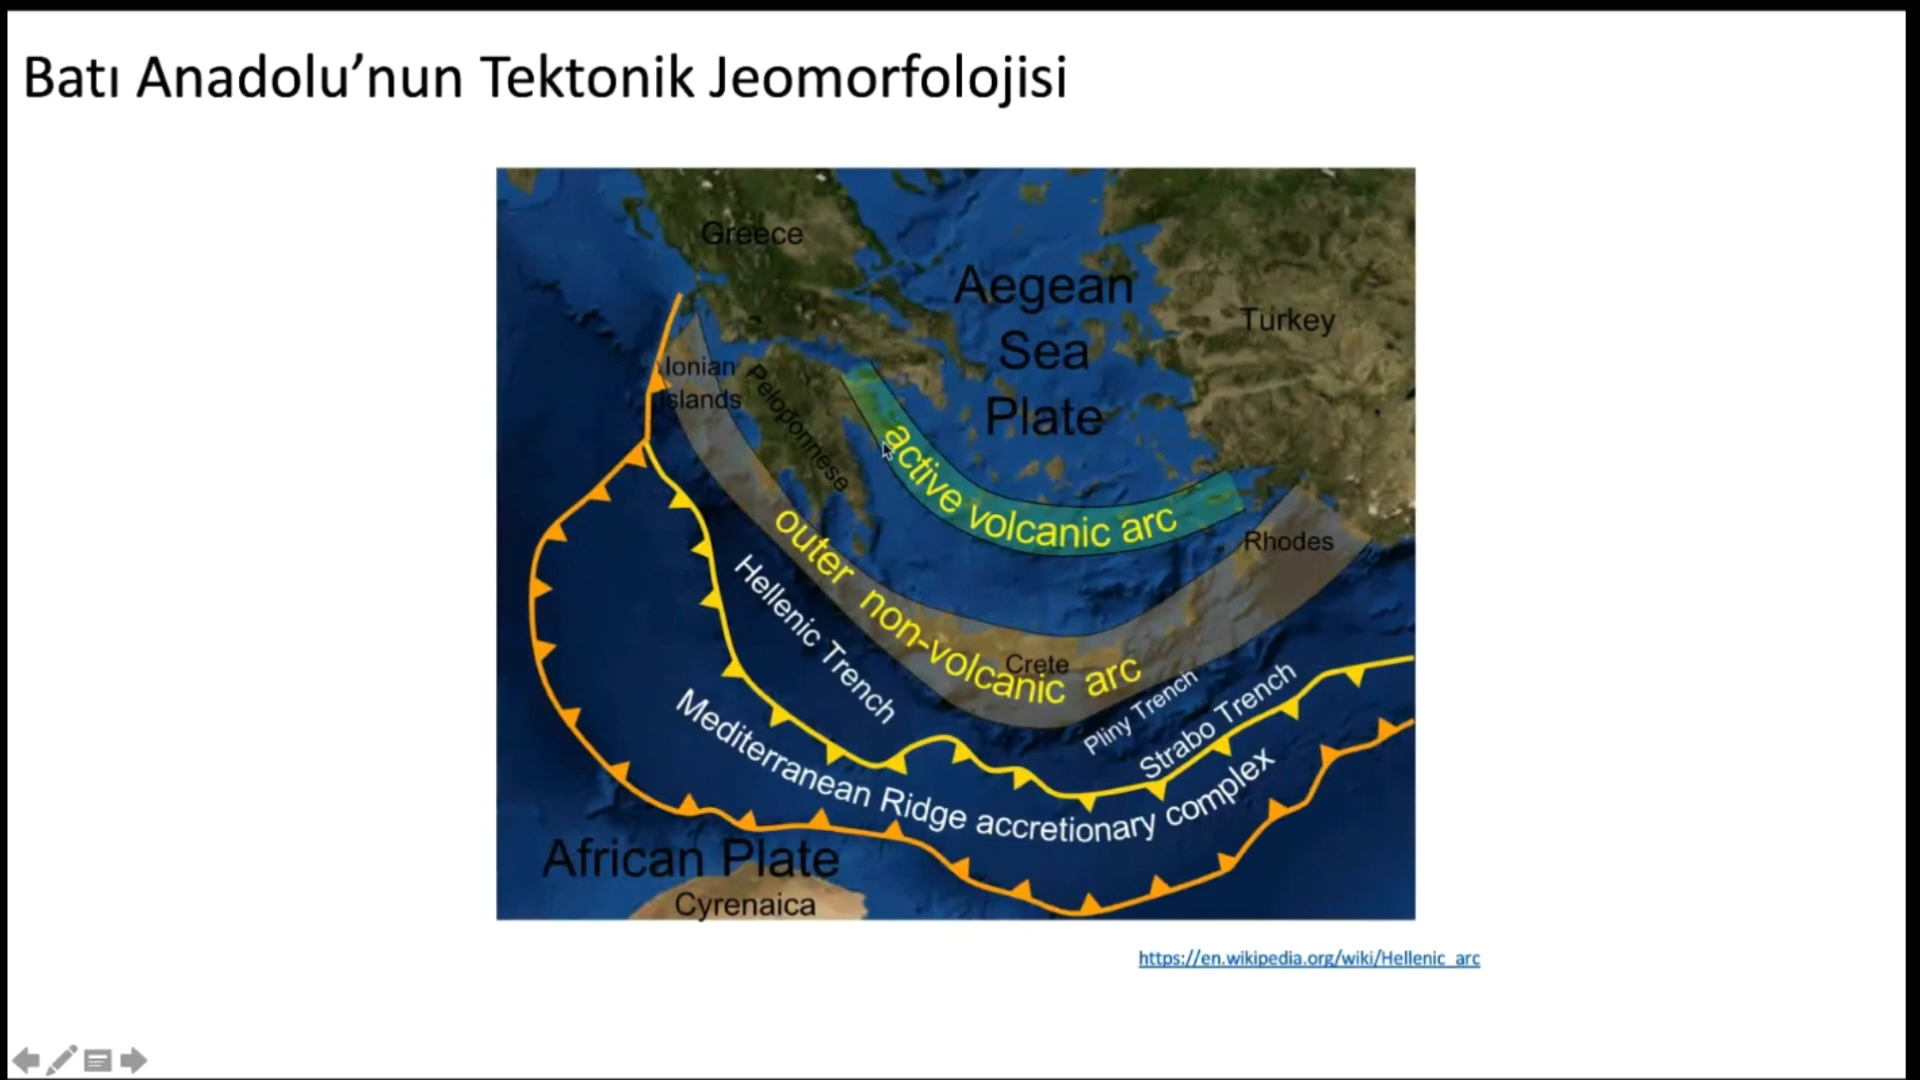 Batı Anadolu’nun Tektonik Jeomorfolojisi
Greece
Aegean
Sea
Plate
Turkey
Ionian
Islands
Peloponnese
active volcanic arc
outer non-volcanic arc
Rhodes
Hellenic Trench
Crete
Pliny Trench
Strabo Trench
Mediterranean Ridge accretionary complex
African Plate
Cyrenaica
https://en.wikipedia.org/wiki/Hellenic_arc